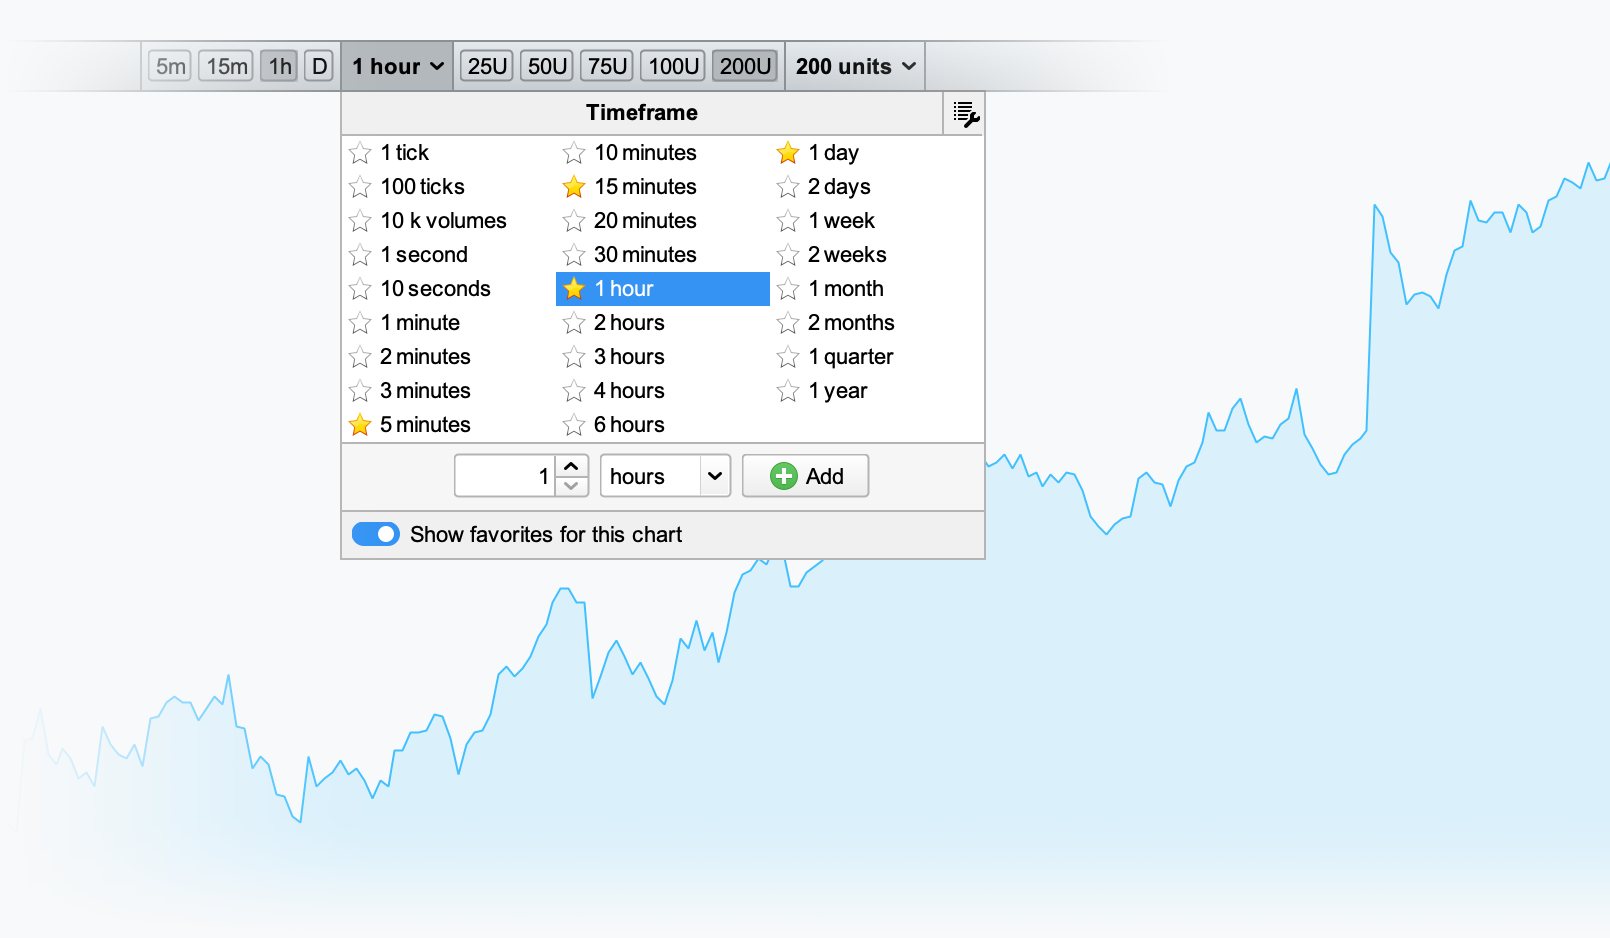 5m 15m 1h D 1 hour 25U 50U 75U 100U 200U 200 units
Timeframe
1 tick
100 ticks
10 k volumes
1 second
10 seconds
1 minute
2 minutes
3 minutes
5 minutes
10 minutes
15 minutes
20 minutes
30 minutes
1 hour
2 hours
3 hours
4 hours
6 hours
1 day
2 days
1 week
2 weeks
1 month
2 months
1 quarter
1 year
1 hours Add
Show favorites for this chart